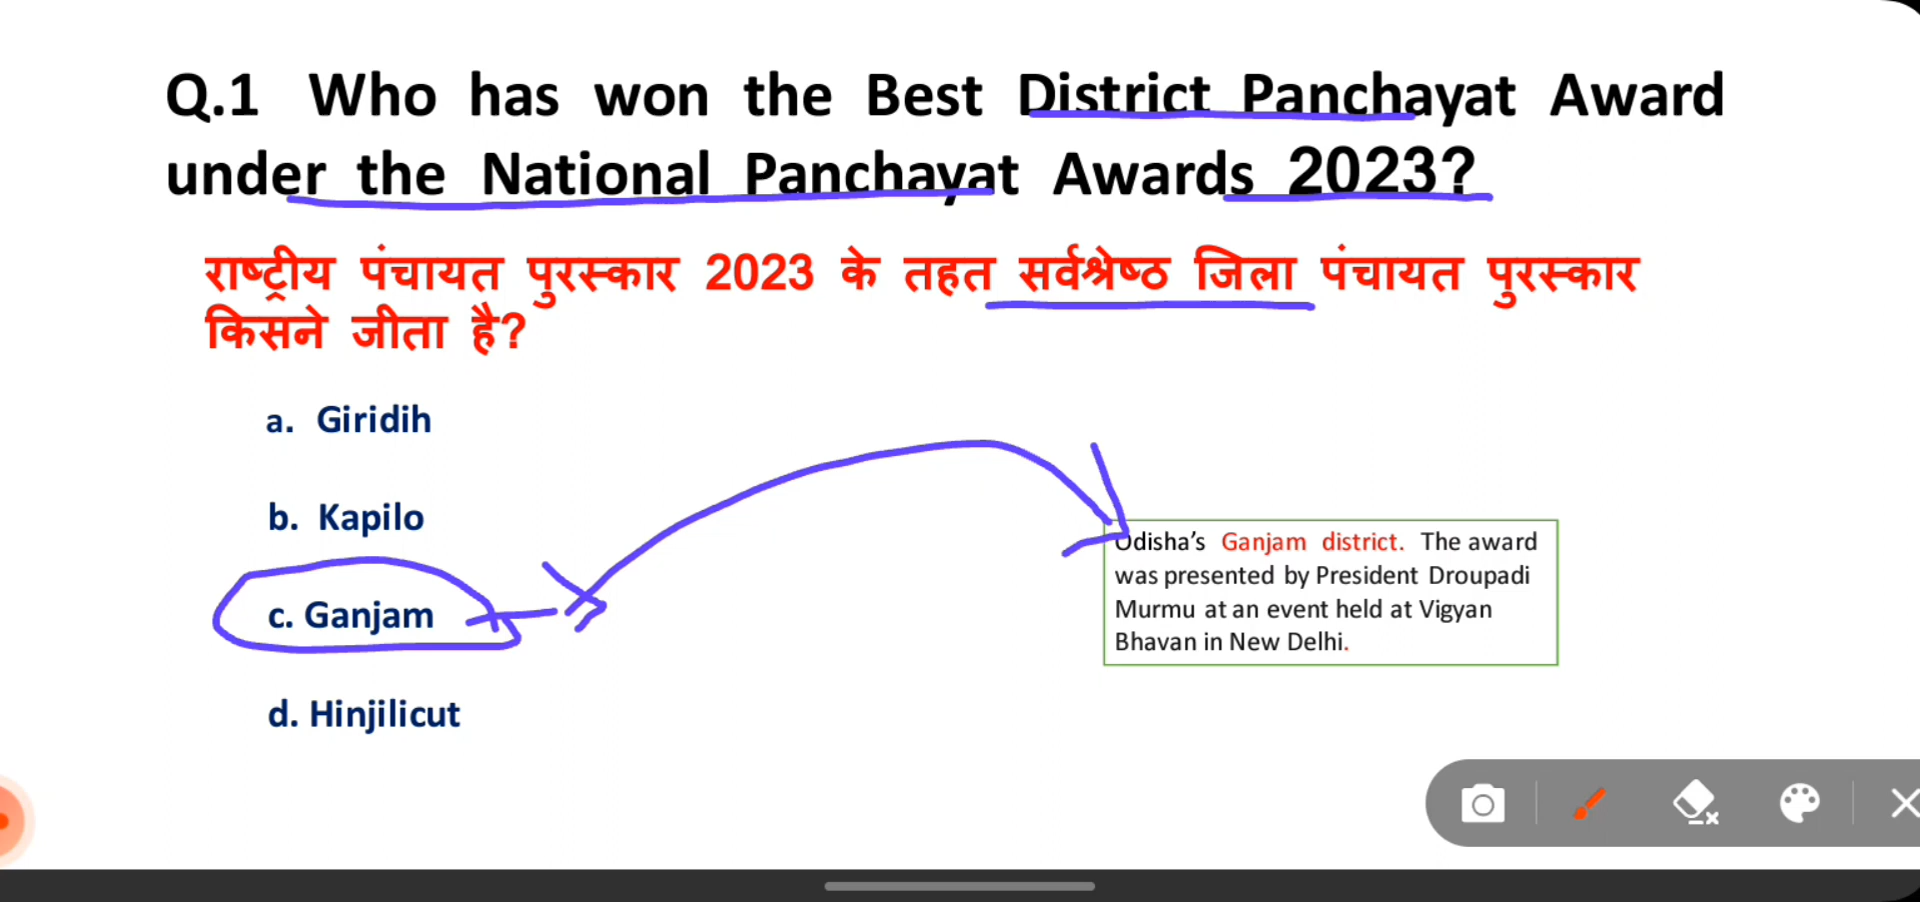 Q.1 Who has won the Best District Panchayat Award
under the National Panchayat Awards 2023?
राष्ट्रीय पंचायत पुरस्कार 2023 के तहत सर्वश्रेष्ठ जिला पंचायत पुरस्कार
किसने जीता है?
a. Giridih
b. Kapilo
c. Ganjam
d. Hinjilicut
Odisha’s Ganjam district. The award
was presented by President Droupadi
Murmu at an event held at Vigyan
Bhavan in New Delhi.